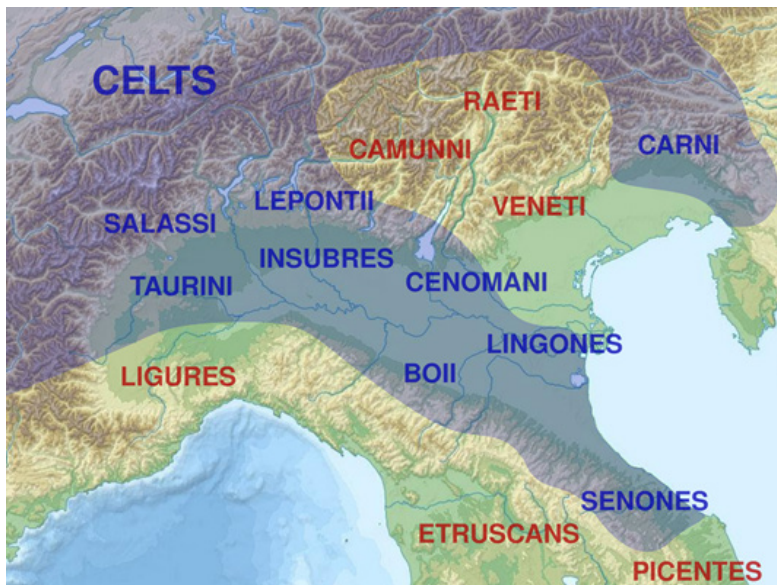 CELTS
RAETI
CAMUNNI
CARNI
LEPONTII
VENETI
SALASSI
INSUBRES
CENOMANI
TAURINI
LINGONES
BOII
LIGURES
SENONES
ETRUSCANS
PICENTES